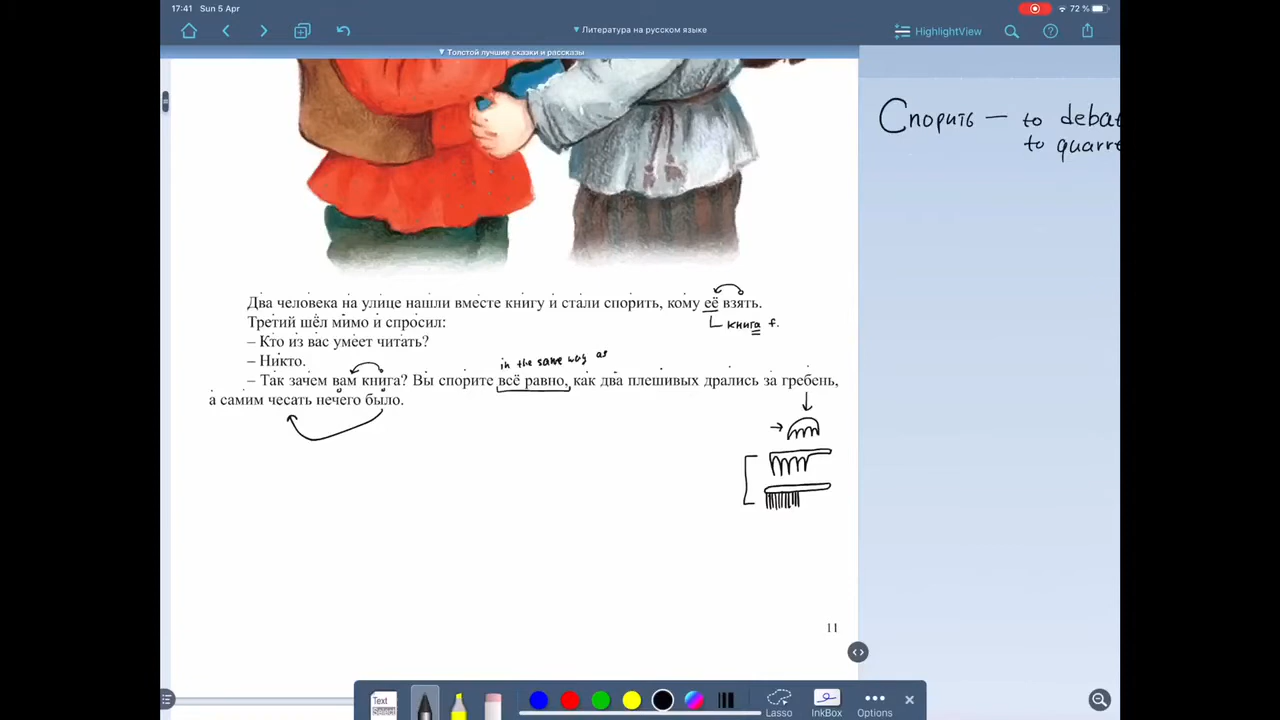 17:41 Sun 5 Apr
72 %
Литература на русском языке
HighlightView
Толстой лучшие сказки и рассказы
Спорить — to
to
Два человека на улице нашли вместе книгу и стали спорить, кому её взять.
Третий шёл мимо и спросил:
книга f.
– Кто из вас умеет читать?
– Никто.
in the same way as
– Так зачем вам книга? Вы спорите всё равно, как два плешивых дрались за гребень,
а самим чесать нечего было.
11
Text
Select
Lasso
InkBox
Options